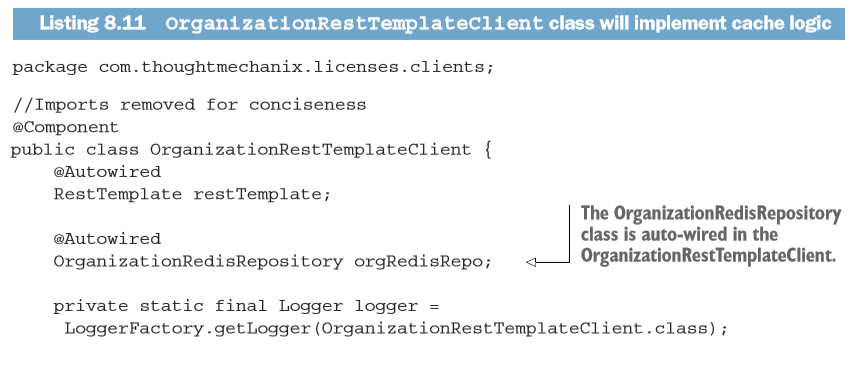 Listing 8.11 OrganizationRestTemplateClient class will implement cache logic
package com.thoughtmechanix.licenses.clients;
//Imports removed for conciseness
@Component
public class OrganizationRestTemplateClient {
@Autowired
RestTemplate restTemplate;
@Autowired
OrganizationRedisRepository orgRedisRepo;
The OrganizationRedisRepository
class is auto-wired in the
OrganizationRestTemplateClient.
private static final Logger logger =
LoggerFactory.getLogger(OrganizationRestTemplateClient.class);